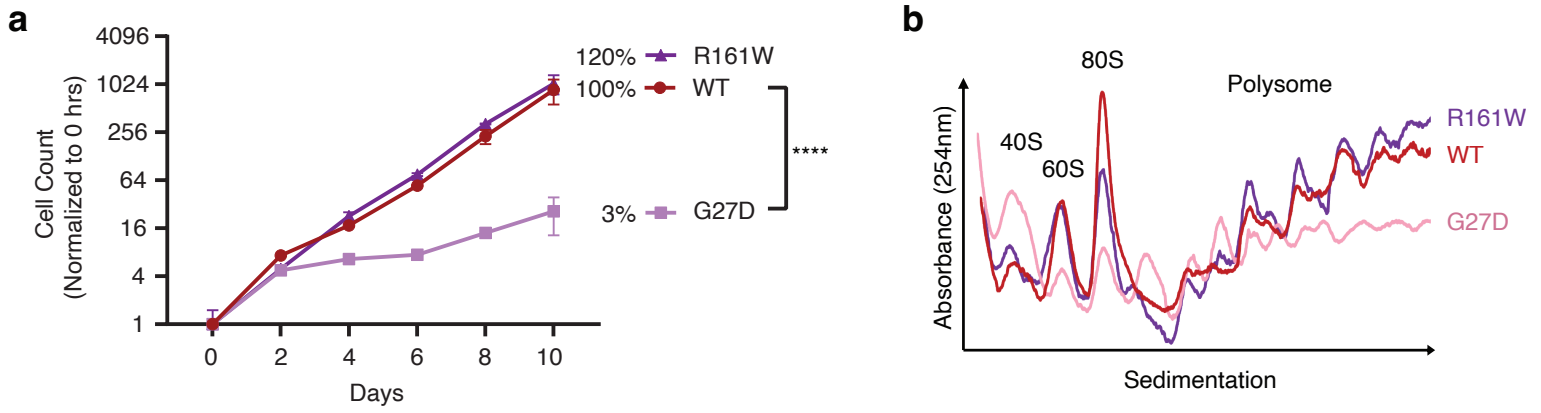 a
Cell Count
(Normalized to 0 hrs)
4096
1024
256
64
16
4
1
0 2 4 6 8 10
Days
120% R161W
100% WT
3% G27D
****
b
Absorbance (254nm)
40S
60S
80S
Polysome
R161W
WT
G27D
Sedimentation